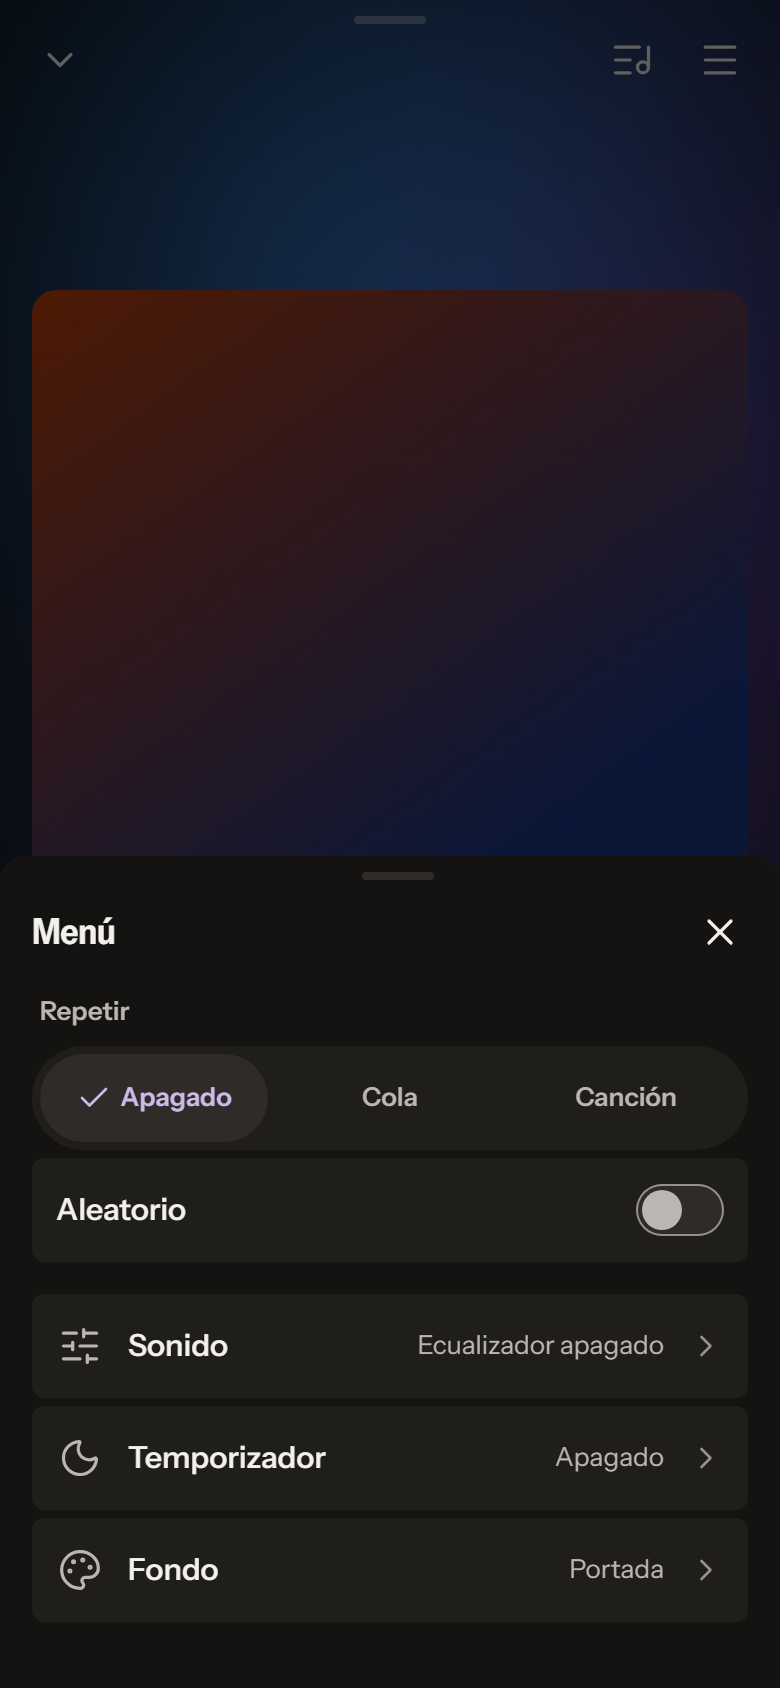 Menú
Repetir
Apagado Cola Canción
Aleatorio
Sonido Ecualizador apagado
Temporizador Apagado
Fondo Portada